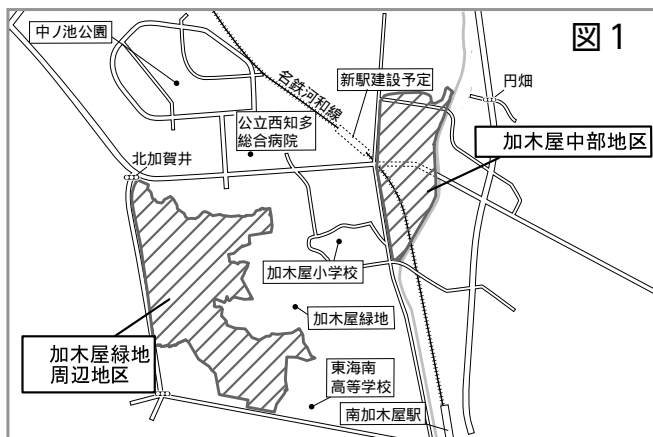 図1
中ノ池公園
名鉄河和線
新駅建設予定
円畑
公立西知多
総合病院
加木屋中部地区
北加賀井
加木屋小学校
加木屋緑地
加木屋緑地
周辺地区
東海南
高等学校
南加木屋駅